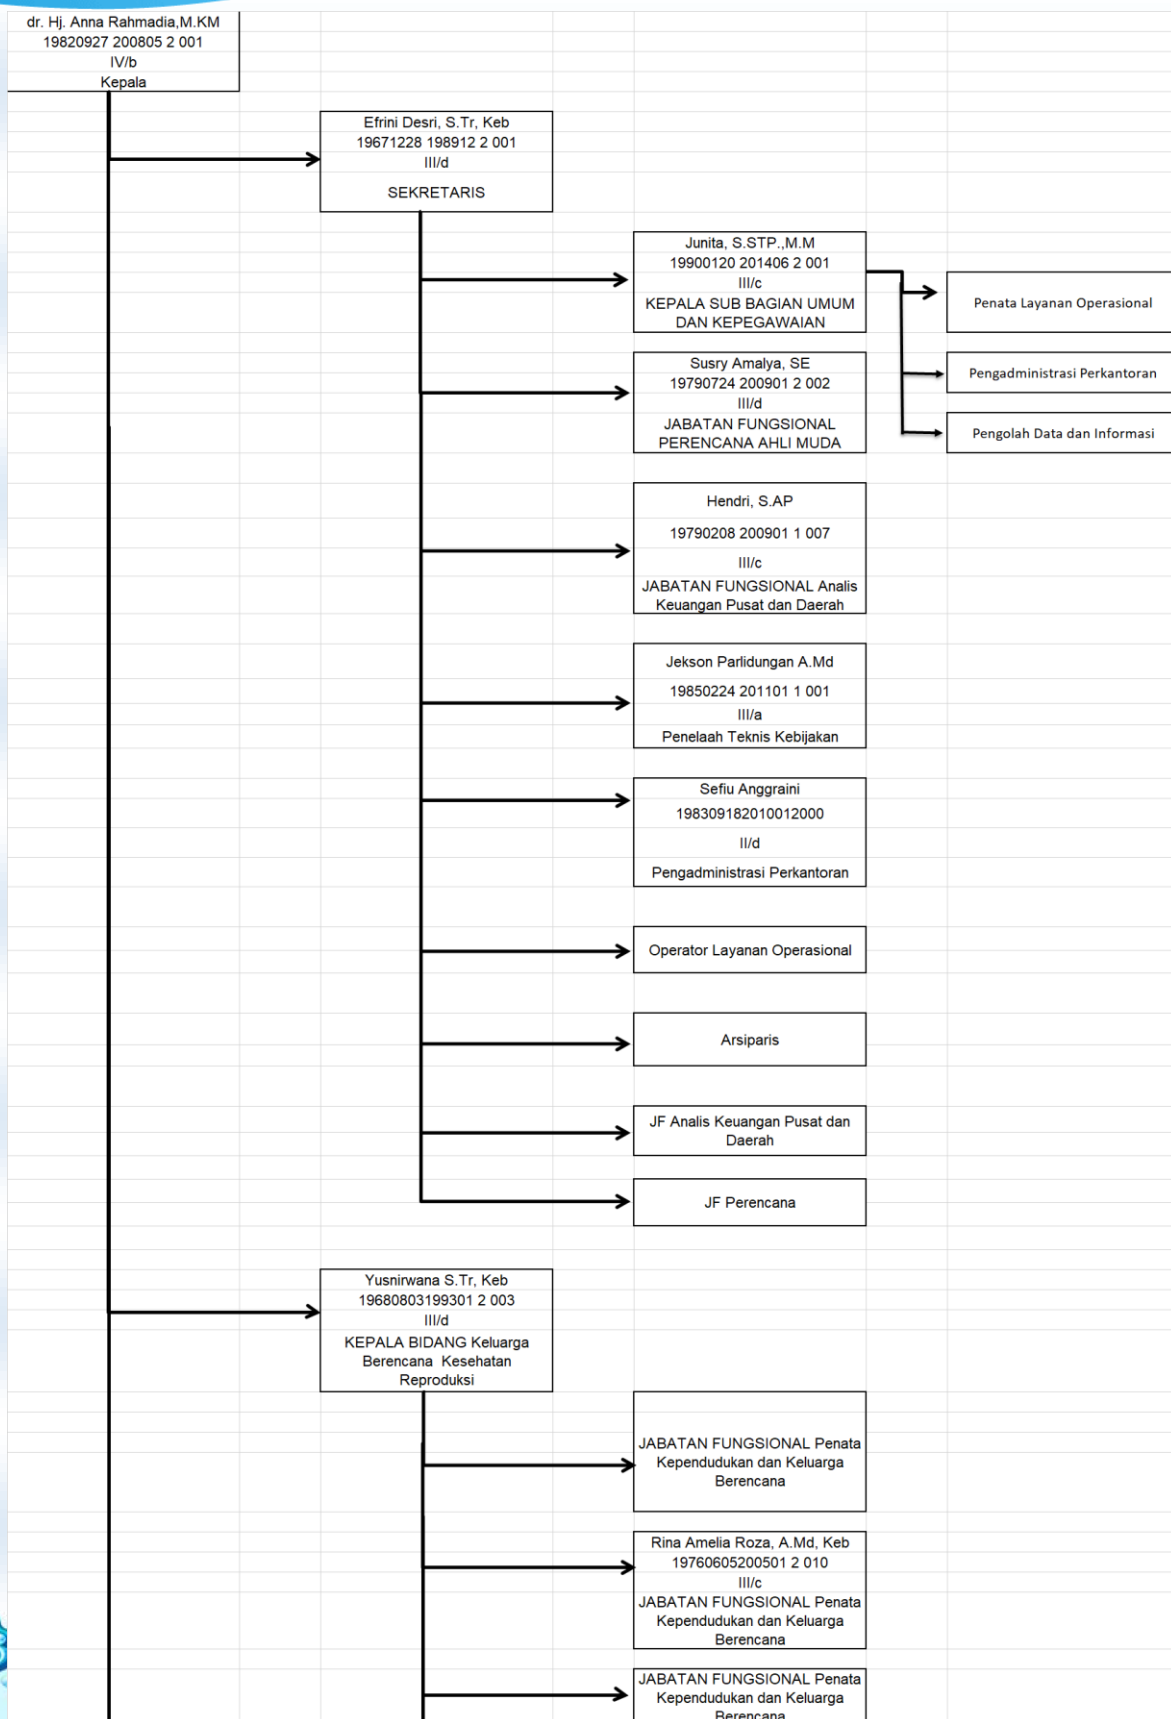 dr. Hj. Anna Rahmadia,M.KM
19820927 200805 2 001
IV/b
Kepala
Efrini Desri, S.Tr, Keb
19671228 198912 2 001
III/d
SEKRETARIS
Junita, S.STP.,M.M
19900120 201406 2 001
III/c
KEPALA SUB BAGIAN UMUM
DAN KEPEGAWAIAN
Penata Layanan Operasional
Pengadministrasi Perkantoran
Pengolah Data dan Informasi
Susry Amalya, SE
19790724 200901 2 002
III/d
JABATAN FUNGSIONAL
PERENCANA AHLI MUDA
Hendri, S.AP
19790208 200901 1 007
III/c
JABATAN FUNGSIONAL Analis
Keuangan Pusat dan Daerah
Jekson Parlidungan A.Md
19850224 201101 1 001
III/a
Penelaah Teknis Kebijakan
Sefiu Anggraini
198309182010012000
II/d
Pengadministrasi Perkantoran
Operator Layanan Operasional
Arsiparis
JF Analis Keuangan Pusat dan
Daerah
JF Perencana
Yusnirwana S.Tr, Keb
19680803199301 2 003
III/d
KEPALA BIDANG Keluarga
Berencana  Kesehatan
Reproduksi
JABATAN FUNGSIONAL Penata
Kependudukan dan Keluarga
Berencana
Rina Amelia Roza, A.Md, Keb
19760605200501 2 010
III/c
JABATAN FUNGSIONAL Penata
Kependudukan dan Keluarga
Berencana
JABATAN FUNGSIONAL Penata
Kependudukan dan Keluarga
Berencana